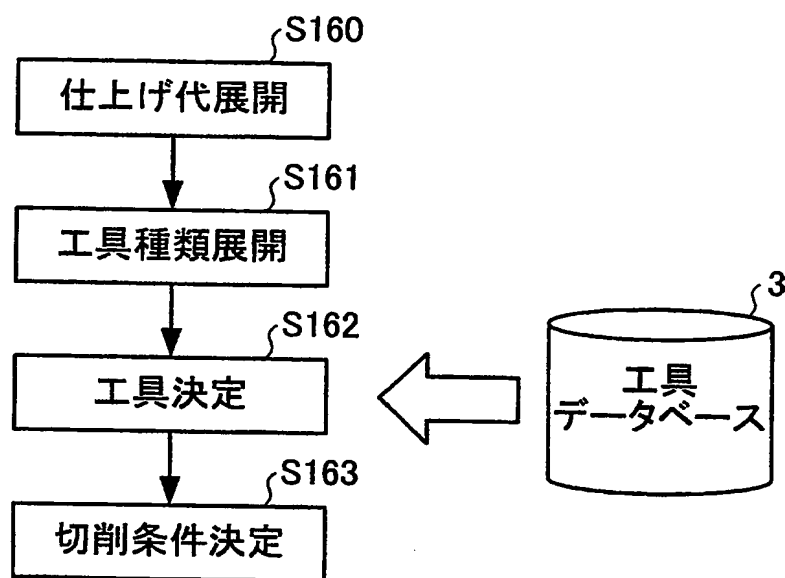 S160
仕上げ代展開
S161
工具種類展開
S162
工具決定
3
工具
データベース
S163
切削条件決定